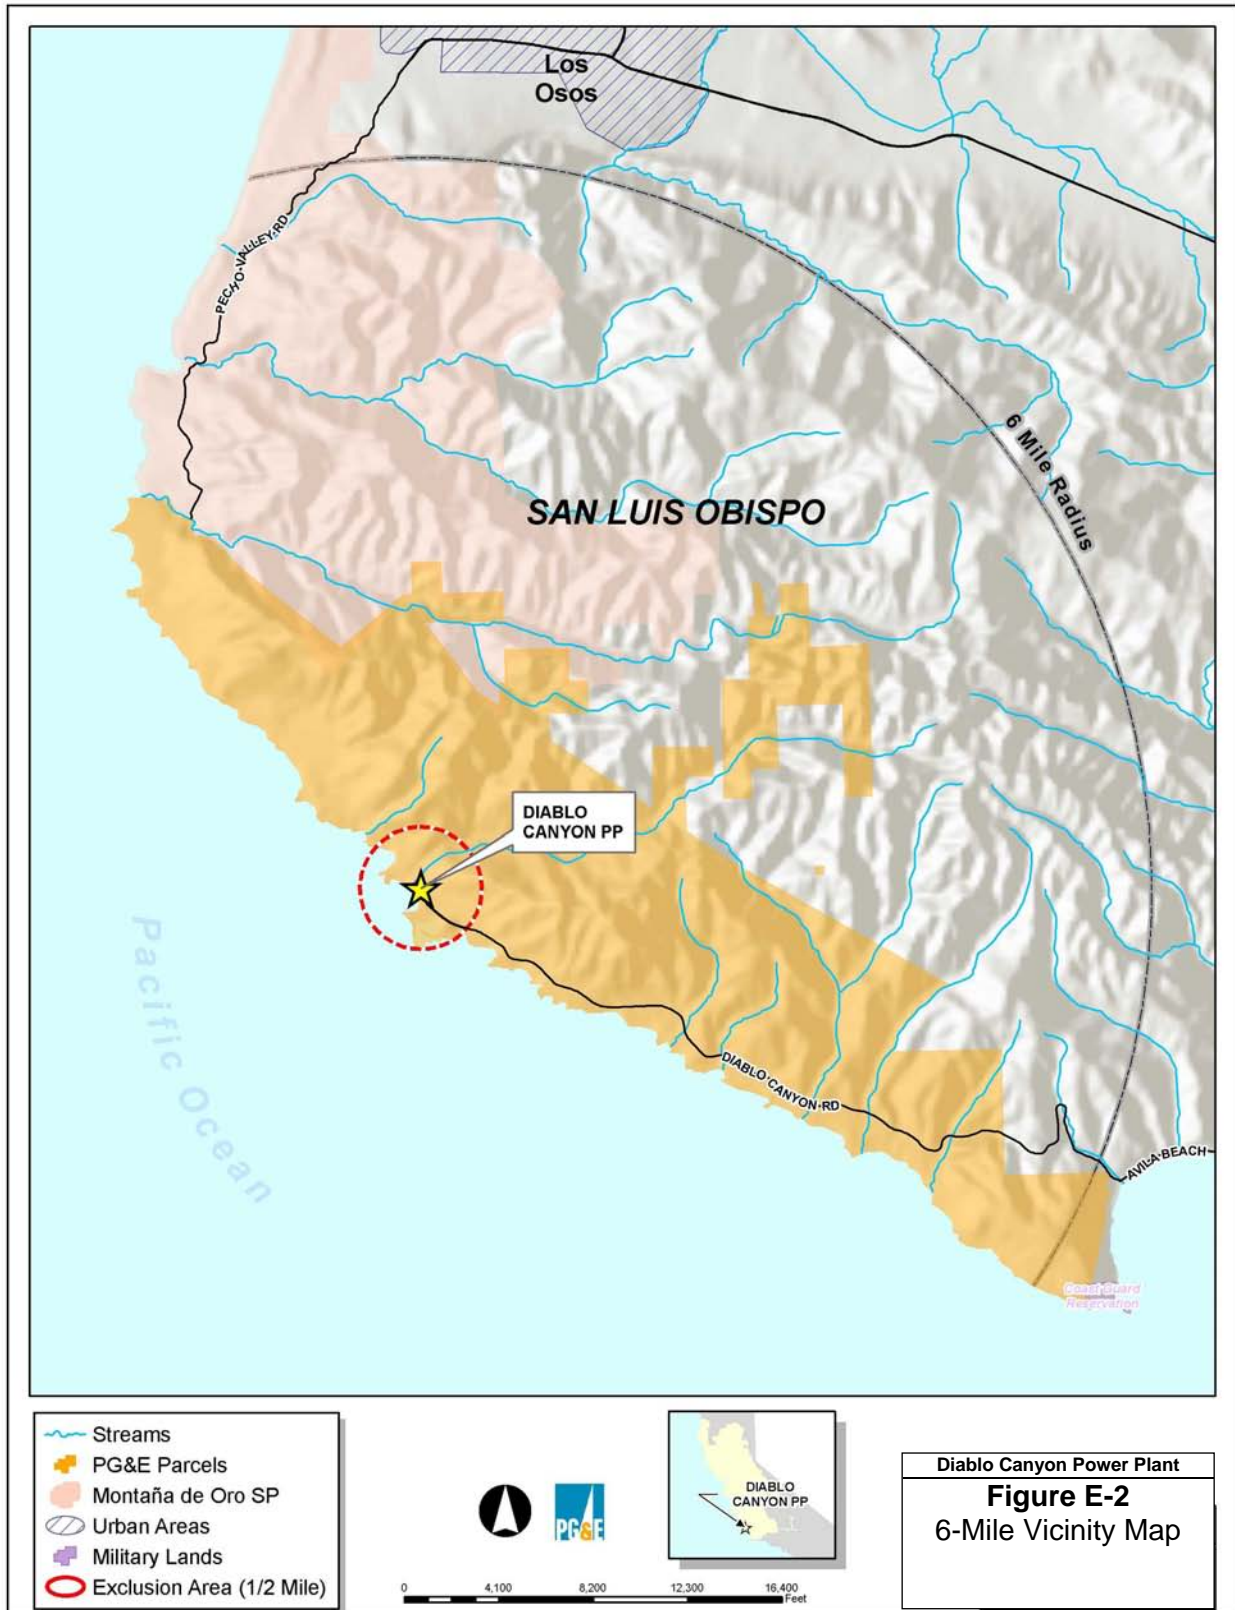 Los
Osos
PECHO VALLEY RD
6 Mile Radius
SAN LUIS OBISPO
DIABLO
CANYON PP
Pacific Ocean
DIABLO CANYON RD
AVILA BEACH
Coast Guard
Reservation
Streams
PG&E Parcels
Montaña de Oro SP
Urban Areas
Military Lands
Exclusion Area (1/2 Mile)
PG&E
0 4,100 8,200 12,300 16,400
Feet
DIABLO
CANYON PP
Diablo Canyon Power Plant
Figure E-2
6-Mile Vicinity Map